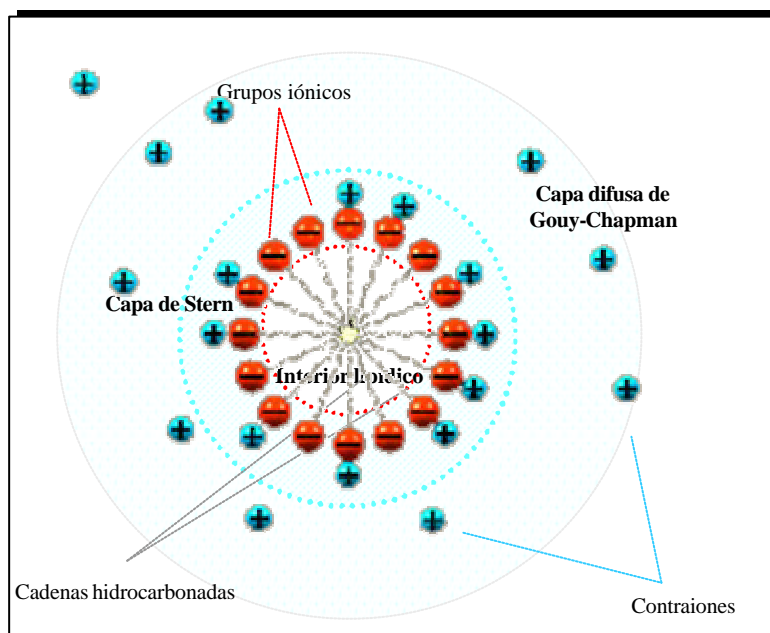 Grupos iónicos
Capa difusa de
Gouy-Chapman
Capa de Stern
Interior
Cadenas hidrocarbonadas
Contraiones